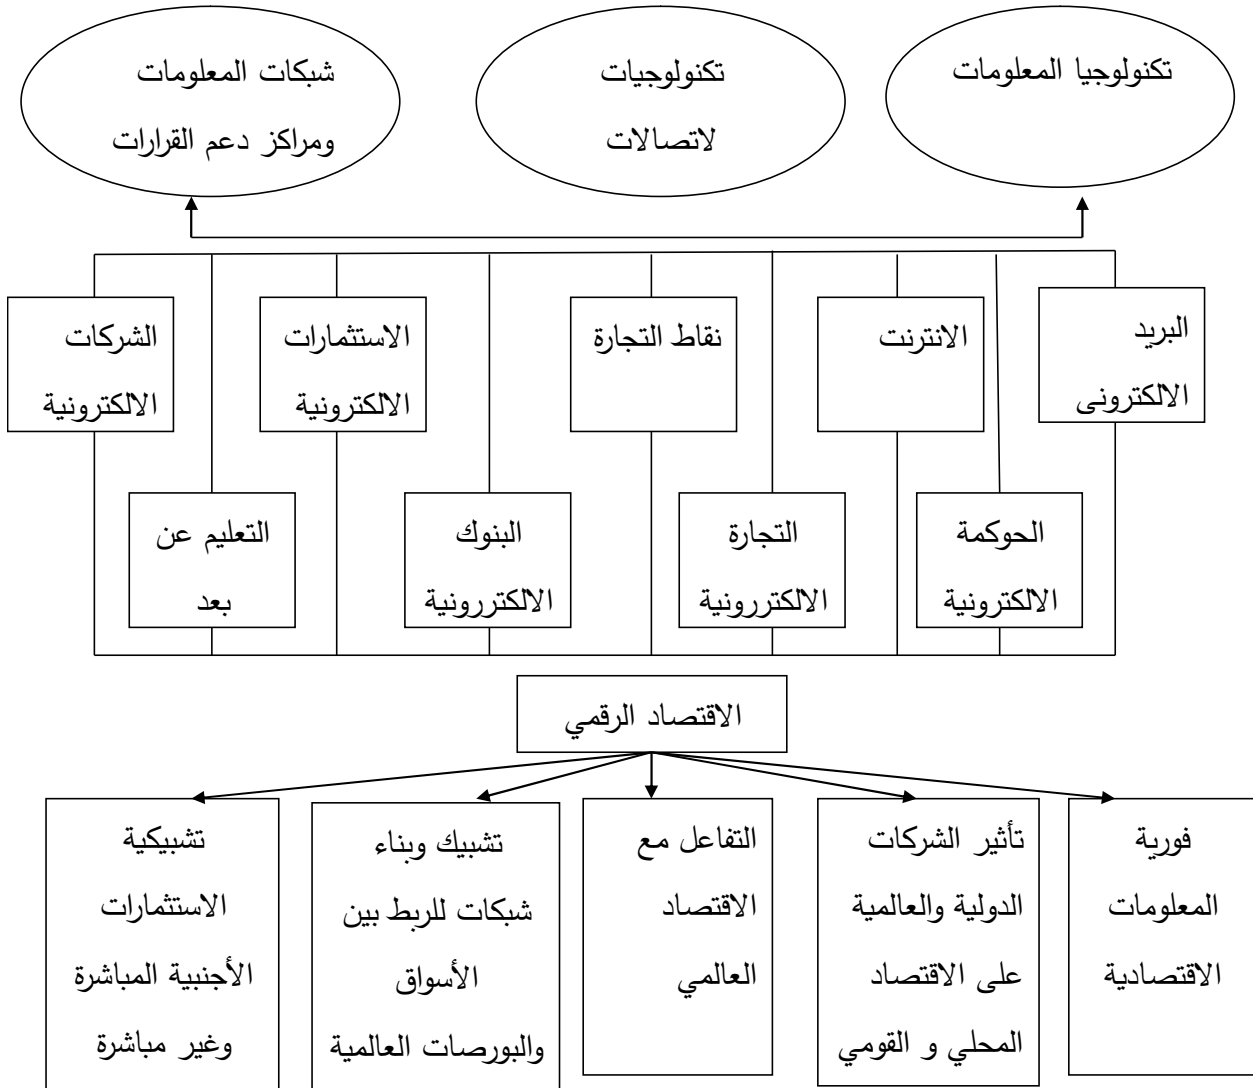 تكنولوجيا المعلومات
تكنولوجيات
لاتصالات
شبكات المعلومات
ومراكز دعم القرارات
البريد
الالكترونى
الانترنت
نقاط التجارة
الاستثمارات
الالكترونية
الشركات
الالكترونية
الحوكمة
الالكترونية
التجارة
الالكتررونية
البنوك
الالكتررونية
التعليم عن
بعد
الاقتصاد الرقمي
فورية
المعلومات
الاقتصادية
تأثير الشركات
الدولية والعالمية
على الاقتصاد
المحلي و القومي
التفاعل مع
الاقتصاد
العالمي
تشبيك وبناء
شبكات للربط بين
الأسواق
والبورصات العالمية
تشبيكية
الاستثمارات
الأجنبية المباشرة
وغير مباشرة